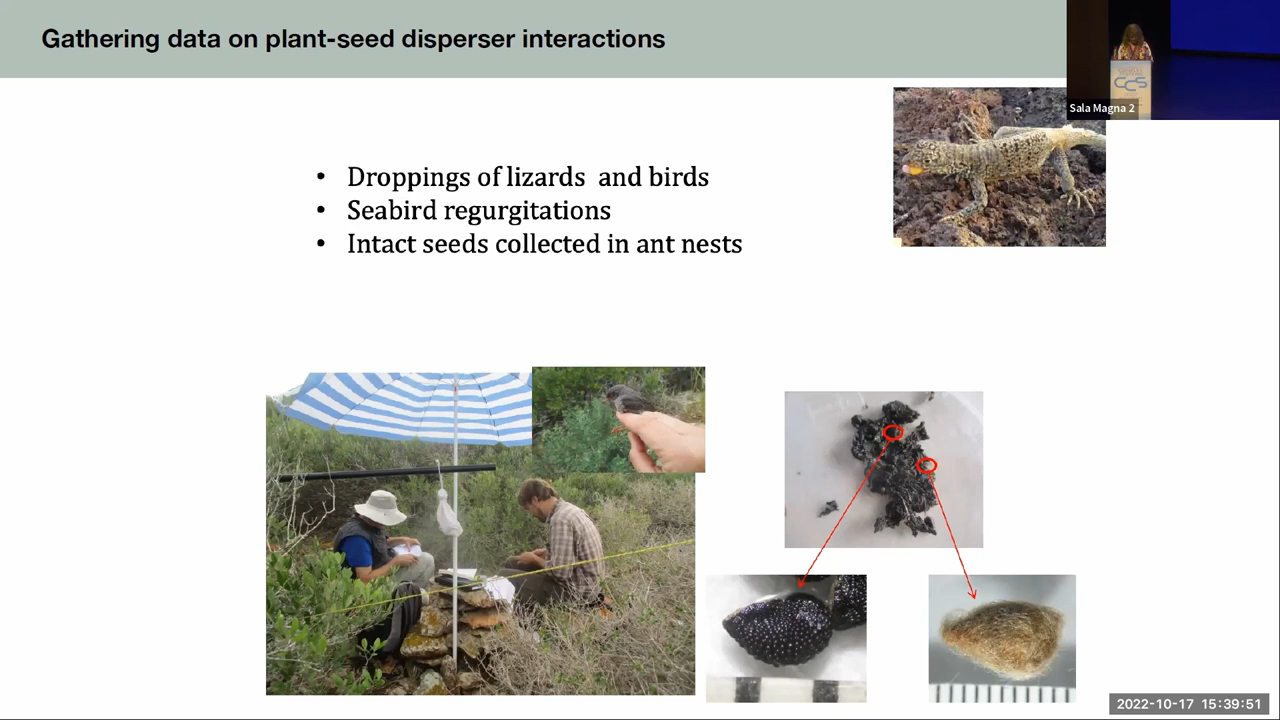 Gathering data on plant-seed disperser interactions
CCS
Sala Magna 2
• Droppings of lizards and birds
• Seabird regurgitations
• Intact seeds collected in ant nests
2022-10-17 15:39:51